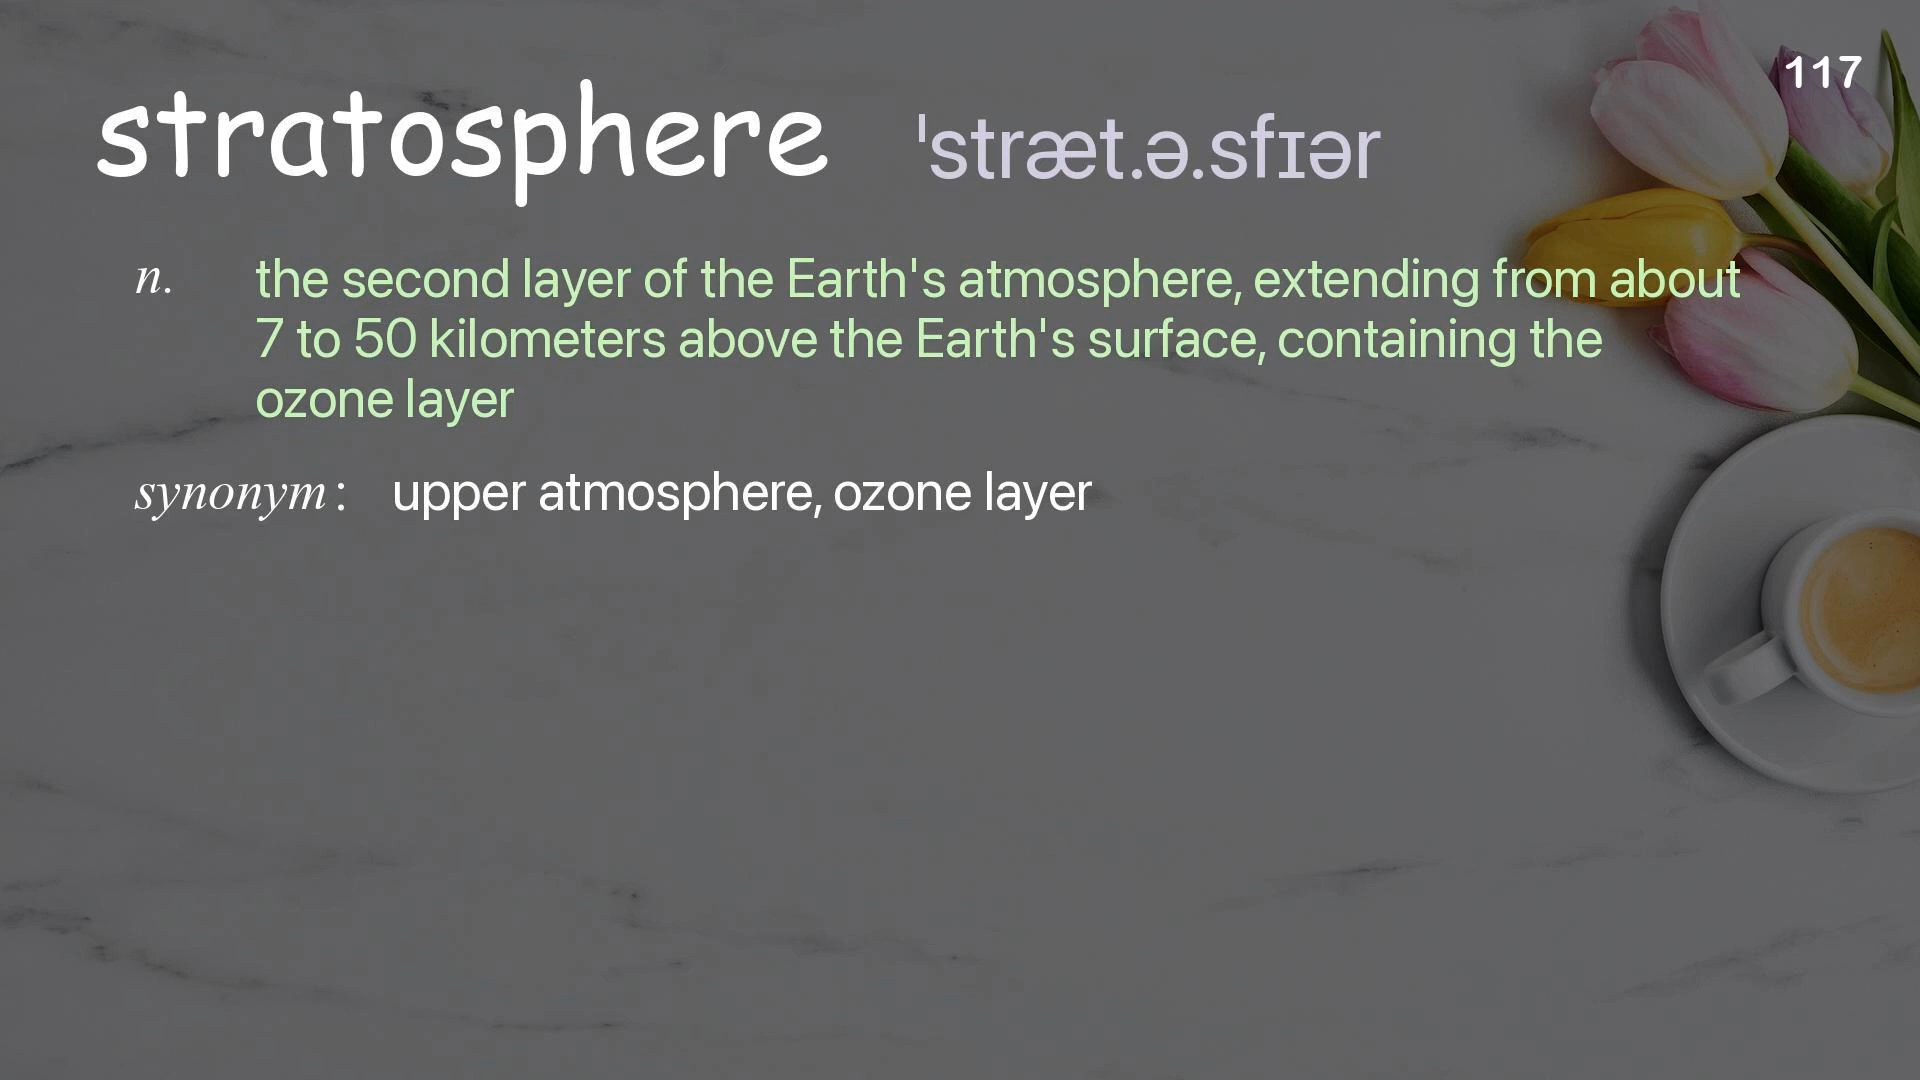 117
stratosphere ˈstræt.ə.sfɪər
n. the second layer of the Earth's atmosphere, extending from about
7 to 50 kilometers above the Earth's surface, containing the
ozone layer
synonym: upper atmosphere, ozone layer